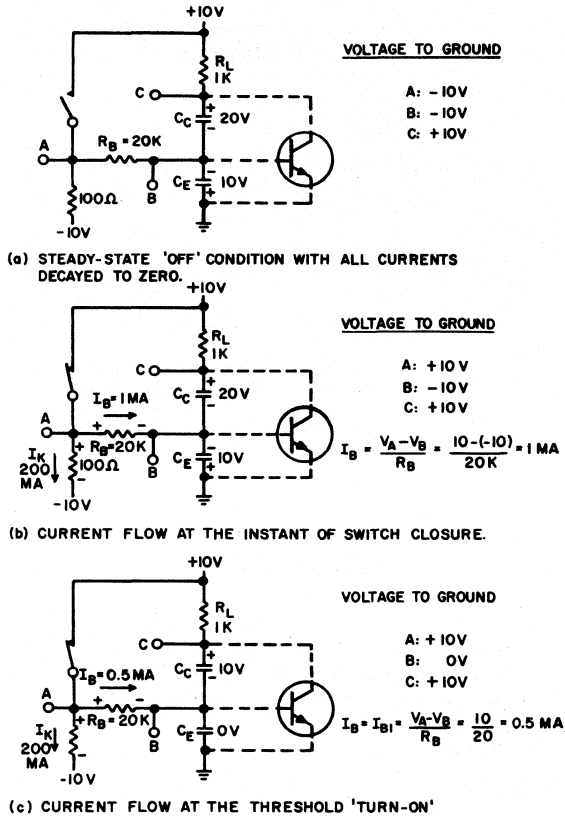 +10V
R_L
1K
VOLTAGE TO GROUND
A: -10V
B: -10V
C: +10V
C
+
C_C 20V
-
A
R_B=20K
-
C_E 10V
+
100Ω
B
-10V
(a) STEADY-STATE 'OFF' CONDITION WITH ALL CURRENTS
DECAYED TO ZERO.
+10V
R_L
1K
VOLTAGE TO GROUND
A: +10V
B: -10V
C: +10V
C
+
C_C 20V
-
I_B=1MA
A
+ -
R_B=20K
I_B = V_A-V_B / R_B = 10-(-10) / 20K = 1 MA
I_K
200
MA
+
100Ω
-
B
-
C_E 10V
+
-10V
(b) CURRENT FLOW AT THE INSTANT OF SWITCH CLOSURE.
+10V
R_L
1K
VOLTAGE TO GROUND
A: +10V
B: 0V
C: +10V
C
+
C_C 10V
-
I_B=0.5MA
A
+ -
R_B=20K
I_B = I_B1 = V_A-V_B / R_B = 10 / 20 = 0.5 MA
I_K
200
MA
+
-
B
C_E 0V
-10V
(c) CURRENT FLOW AT THE THRESHOLD 'TURN-ON'